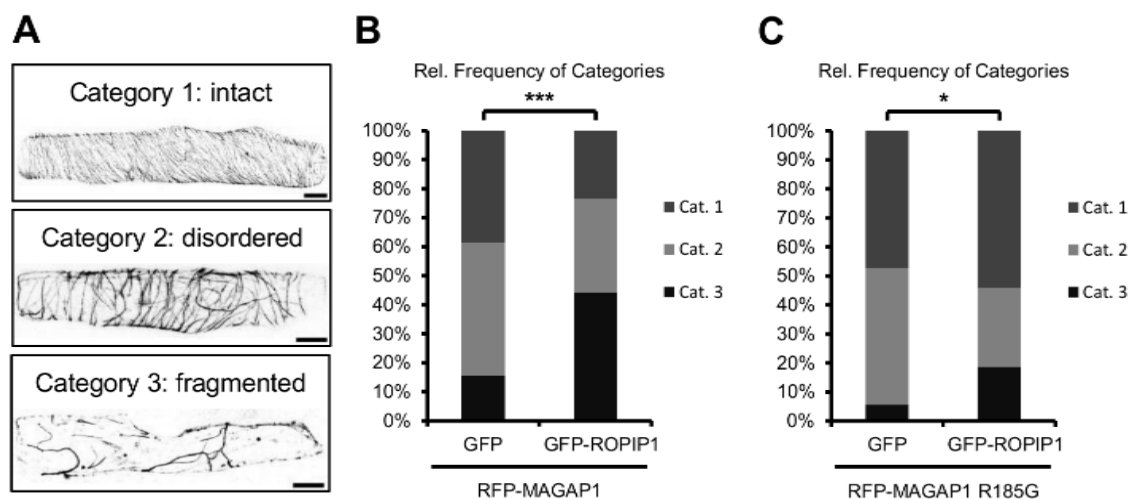 A
Category 1: intact
Category 2: disordered
Category 3: fragmented
B
Rel. Frequency of Categories
***
100%
90%
80%
70%
60%
50%
40%
30%
20%
10%
0%
Cat. 1
Cat. 2
Cat. 3
GFP GFP-ROPIP1
RFP-MAGAP1
C
Rel. Frequency of Categories
*
100%
90%
80%
70%
60%
50%
40%
30%
20%
10%
0%
Cat. 1
Cat. 2
Cat. 3
GFP GFP-ROPIP1
RFP-MAGAP1 R185G